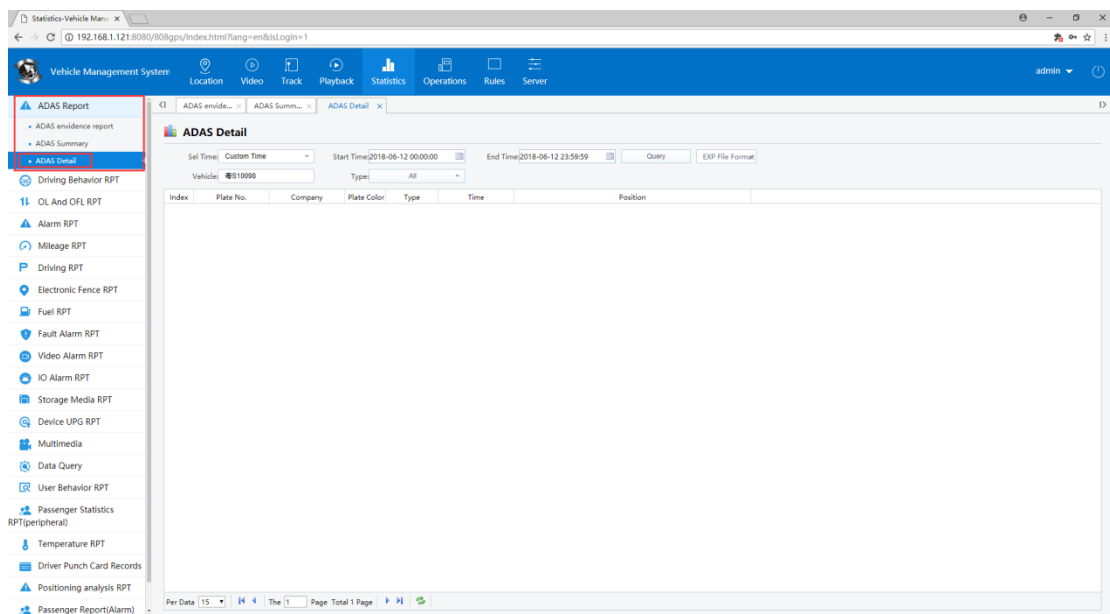 Statistics-Vehicle Mana
192.168.1.121:8080/808gps/index.html?lang=en&isLogin=1
Vehicle Management System
Location Video Track Playback Statistics Operations Rules Server
admin
ADAS Report
ADAS envide... ADAS Summ... ADAS Detail
ADAS envidence report
ADAS Summary
ADAS Detail
Driving Behavior RPT
OL And OFL RPT
Alarm RPT
Mileage RPT
Driving RPT
Electronic Fence RPT
Fuel RPT
Fault Alarm RPT
Video Alarm RPT
IO Alarm RPT
Storage Media RPT
Device UPG RPT
Multimedia
Data Query
User Behavior RPT
Passenger Statistics
RPT(peripheral)
Temperature RPT
Driver Punch Card Records
Positioning analysis RPT
Passenger Report(Alarm)
ADAS Detail
Sel Time: Custom Time Start Time: 2018-06-12 00:00:00 End Time: 2018-06-12 23:59:59 Query EXP File Format
Vehicle: 粤S10098 Type: All
Index Plate No. Company Plate Color Type Time Position
Per Data 15 The 1 Page Total 1 Page